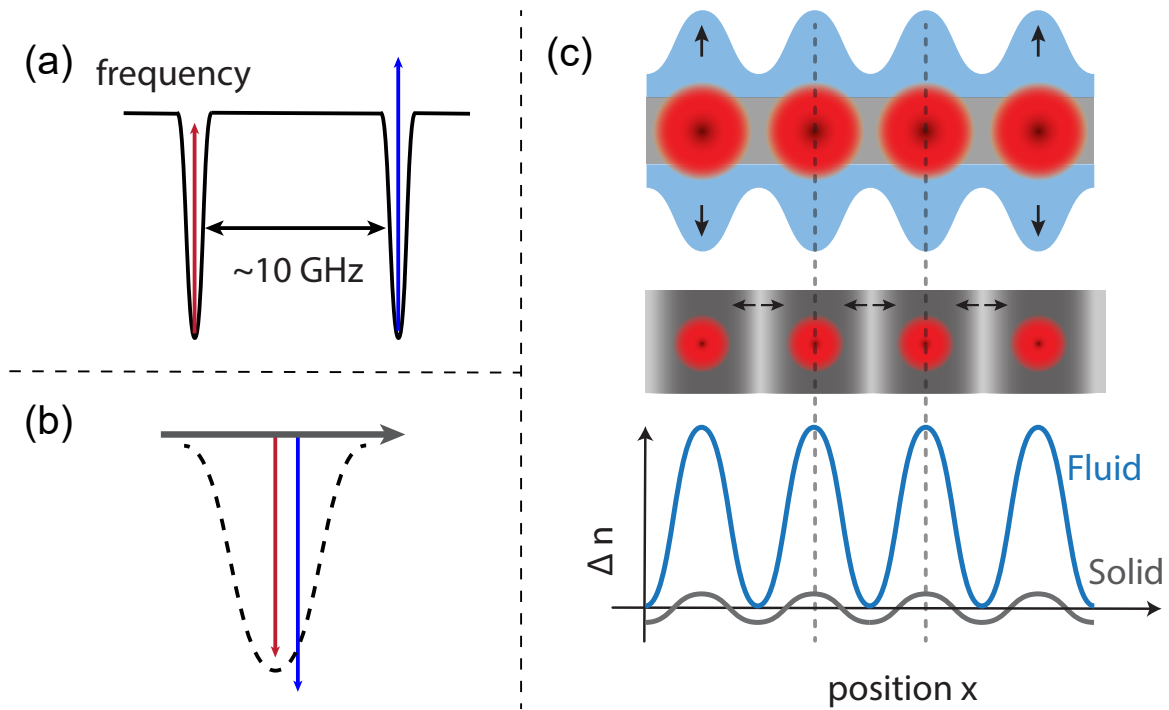 (a)
frequency
~10 GHz
(b)
(c)
Fluid
Solid
Δ n
position x